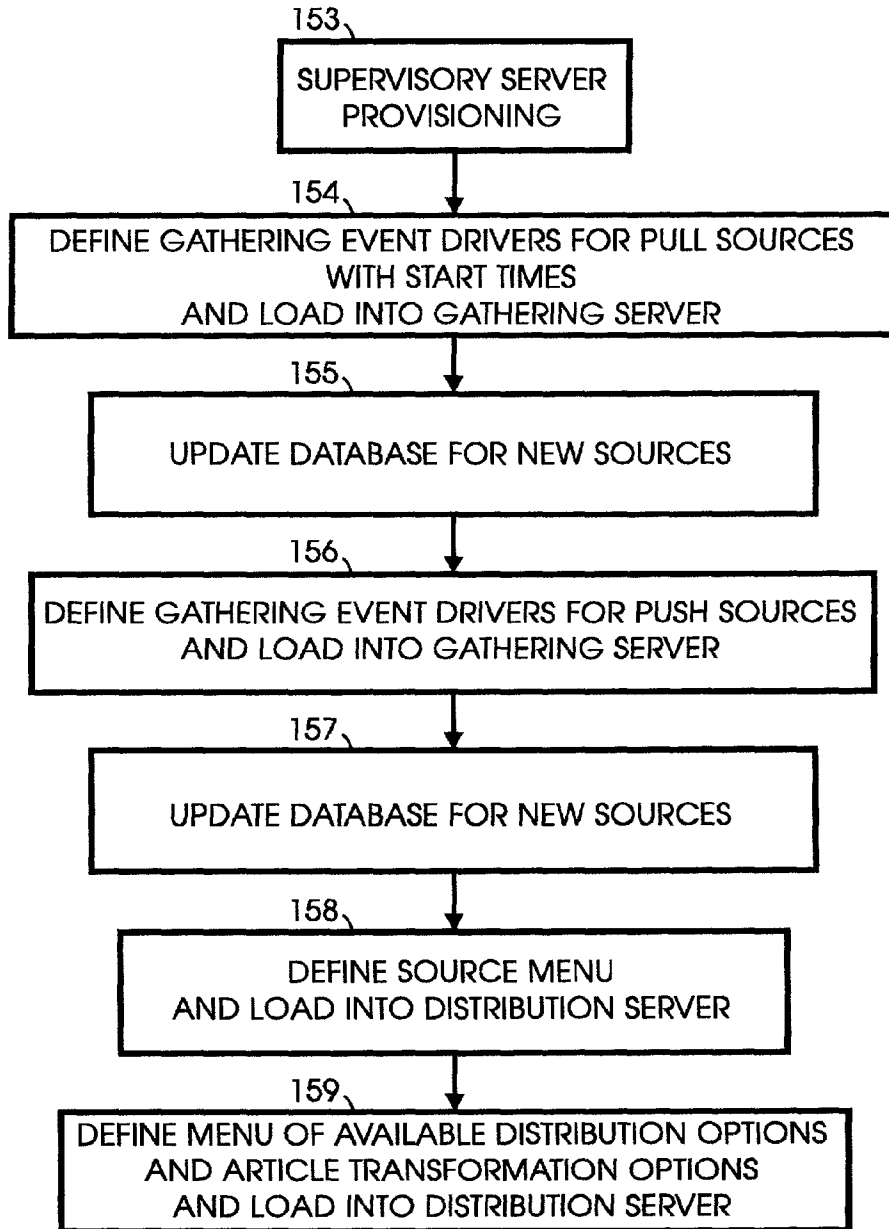 153
SUPERVISORY SERVER
PROVISIONING
154
DEFINE GATHERING EVENT DRIVERS FOR PULL SOURCES
WITH START TIMES
AND LOAD INTO GATHERING SERVER
155
UPDATE DATABASE FOR NEW SOURCES
156
DEFINE GATHERING EVENT DRIVERS FOR PUSH SOURCES
AND LOAD INTO GATHERING SERVER
157
UPDATE DATABASE FOR NEW SOURCES
158
DEFINE SOURCE MENU
AND LOAD INTO DISTRIBUTION SERVER
159
DEFINE MENU OF AVAILABLE DISTRIBUTION OPTIONS
AND ARTICLE TRANSFORMATION OPTIONS
AND LOAD INTO DISTRIBUTION SERVER